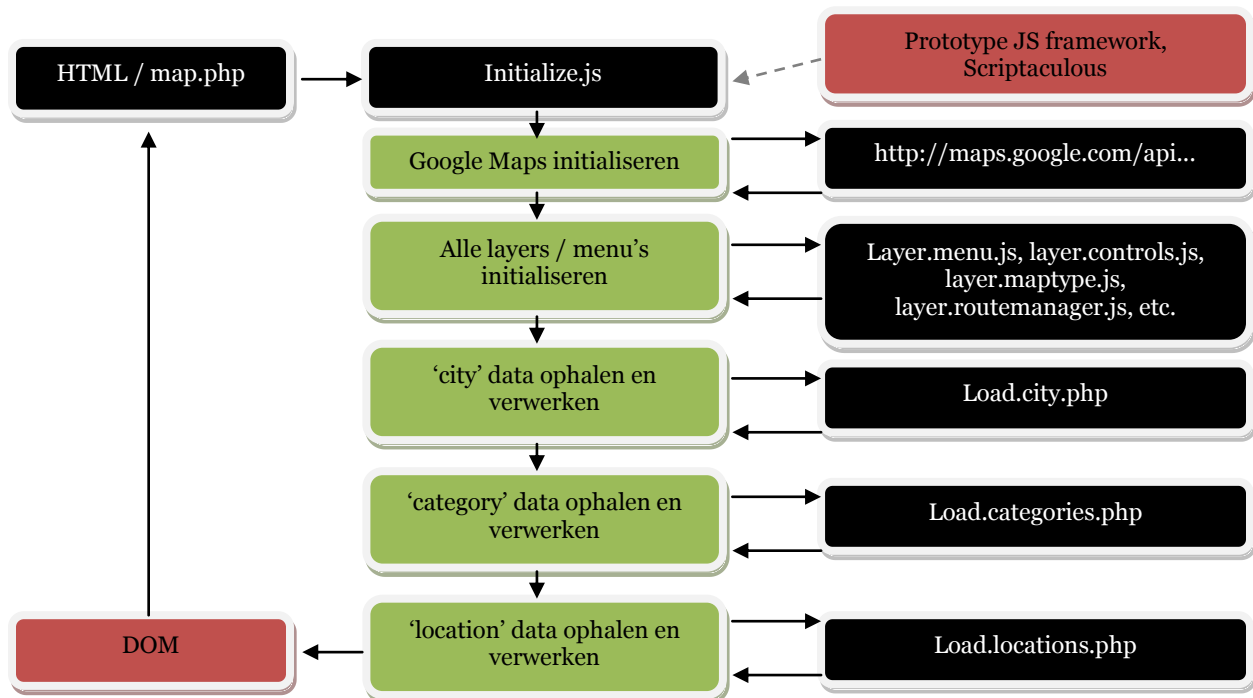 HTML / map.php
Initialize.js
Prototype JS framework,
Scriptaculous
Google Maps initialiseren
http://maps.google.com/api…
Alle layers / menu’s
initialiseren
Layer.menu.js, layer.controls.js,
layer.maptype.js,
layer.routemanager.js, etc.
‘city’ data ophalen en
verwerken
Load.city.php
‘category’ data ophalen en
verwerken
Load.categories.php
DOM
‘location’ data ophalen en
verwerken
Load.locations.php